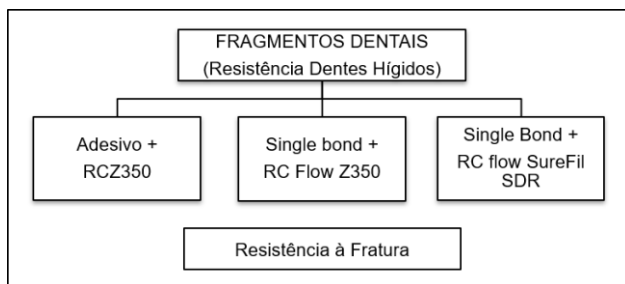 FRAGMENTOS DENTAIS
(Resistência Dentes Hígidos)
Adesivo +
RCZ350
Single bond +
RC Flow Z350
Single Bond +
RC flow SureFil
SDR
Resistência à Fratura